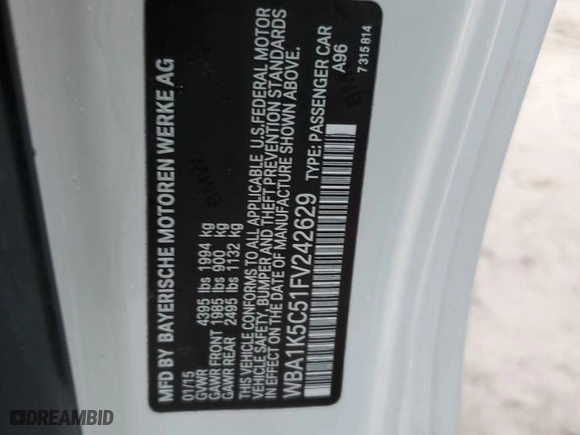 MFD BY BAYERISCHE MOTOREN WERKE AG
01/15
GVWR 4395 lbs 1994 kg
GAWR FRONT 1985 lbs 900 kg
GAWR REAR 2495 lbs 1132 kg
THIS VEHICLE CONFORMS TO ALL APPLICABLE U.S.FEDERAL MOTOR
VEHICLE SAFETY, BUMPER AND THEFT PREVENTION STANDARDS
IN EFFECT ON THE DATE OF MANUFACTURE SHOWN ABOVE.
WBA1K5C51FV242629 TYPE: PASSENGER CAR
A96
7 315 814
BMW
DREAMBID